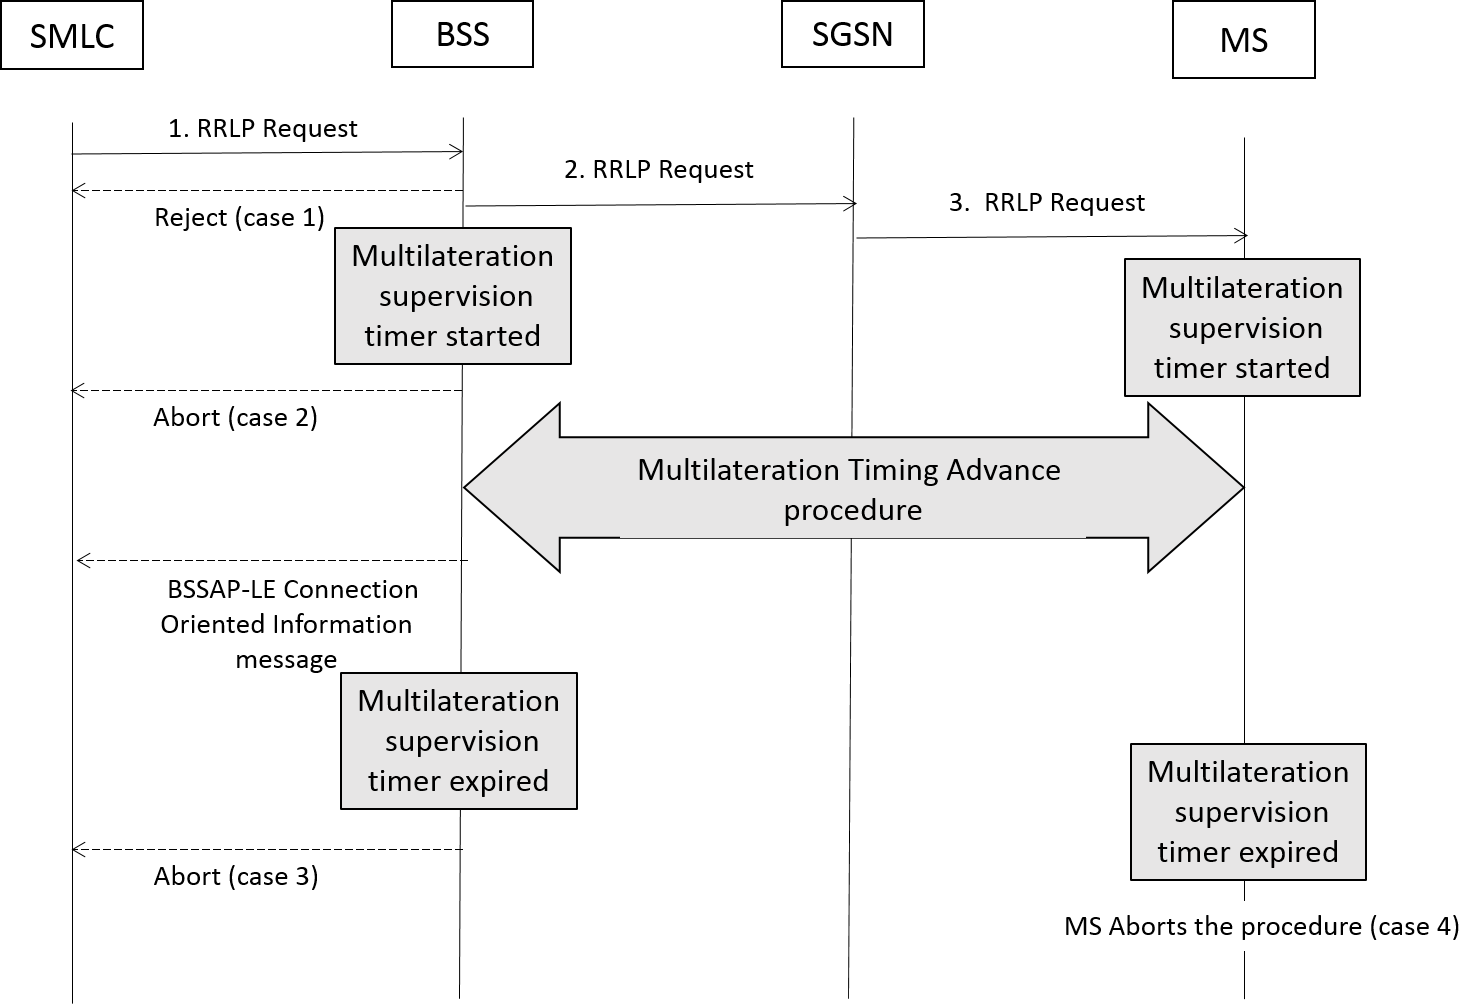 SMLC
BSS
SGSN
MS
1. RRLP Request
2. RRLP Request
3. RRLP Request
Reject (case 1)
Multilateration
supervision
timer started
Multilateration
supervision
timer started
Abort (case 2)
Multilateration Timing Advance
procedure
BSSAP-LE Connection
Oriented Information
message
Multilateration
supervision
timer expired
Multilateration
supervision
timer expired
Abort (case 3)
MS Aborts the procedure (case 4)